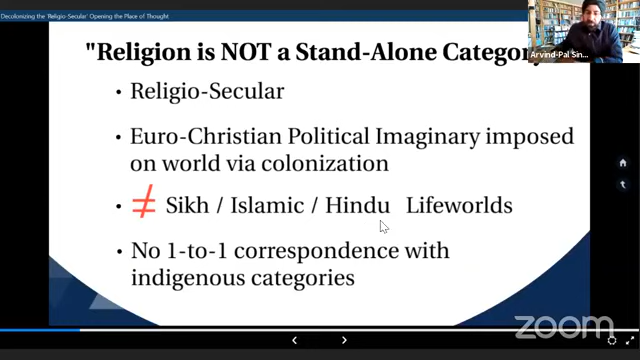 Decolonizing the 'Religio-Secular' Opening the Place of Thought
"Religion is NOT a Stand-Alone Category
Arvind-Pal Sin...
• Religio-Secular
• Euro-Christian Political Imaginary imposed
on world via colonization
• ≠ Sikh / Islamic / Hindu Lifeworlds
• No 1-to-1 correspondence with
indigenous categories
zoom